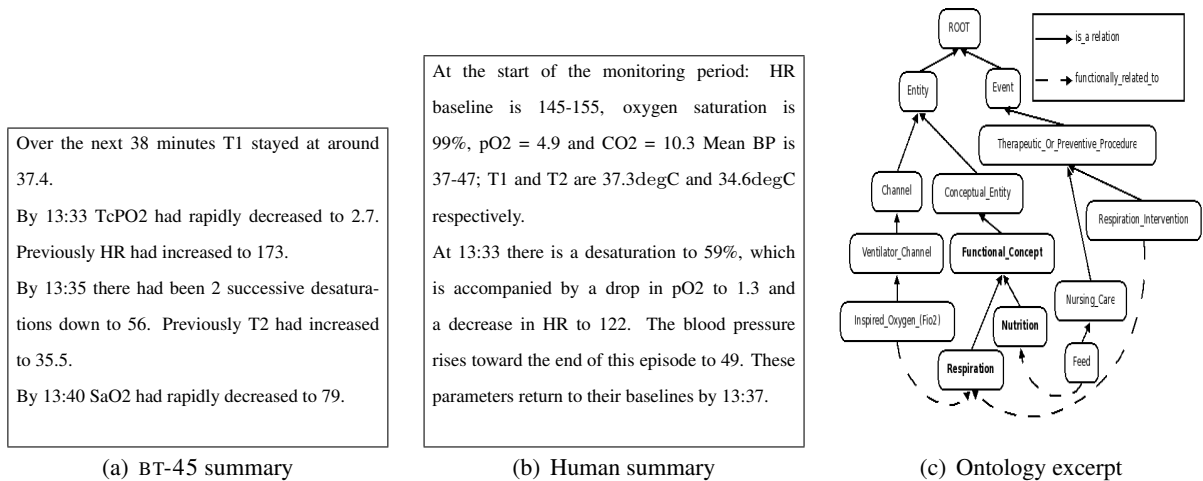 Over the next 38 minutes T1 stayed at around
37.4.
By 13:33 TcPO2 had rapidly decreased to 2.7.
Previously HR had increased to 173.
By 13:35 there had been 2 successive desatura-
tions down to 56. Previously T2 had increased
to 35.5.
By 13:40 SaO2 had rapidly decreased to 79.
(a) BT-45 summary
At the start of the monitoring period: HR
baseline is 145-155, oxygen saturation is
99%, pO2 = 4.9 and CO2 = 10.3 Mean BP is
37-47; T1 and T2 are 37.3degC and 34.6degC
respectively.
At 13:33 there is a desaturation to 59%, which
is accompanied by a drop in pO2 to 1.3 and
a decrease in HR to 122. The blood pressure
rises toward the end of this episode to 49. These
parameters return to their baselines by 13:37.
(b) Human summary
ROOT
is_a relation
functionally_related_to
Entity
Event
Therapeutic_Or_Preventive_Procedure
Channel
Conceptual_Entity
Respiration_Intervention
Ventilator_Channel
Functional_Concept
Nursing_Care
Inspired_Oxygen_(Fio2)
Nutrition
Feed
Respiration
(c) Ontology excerpt